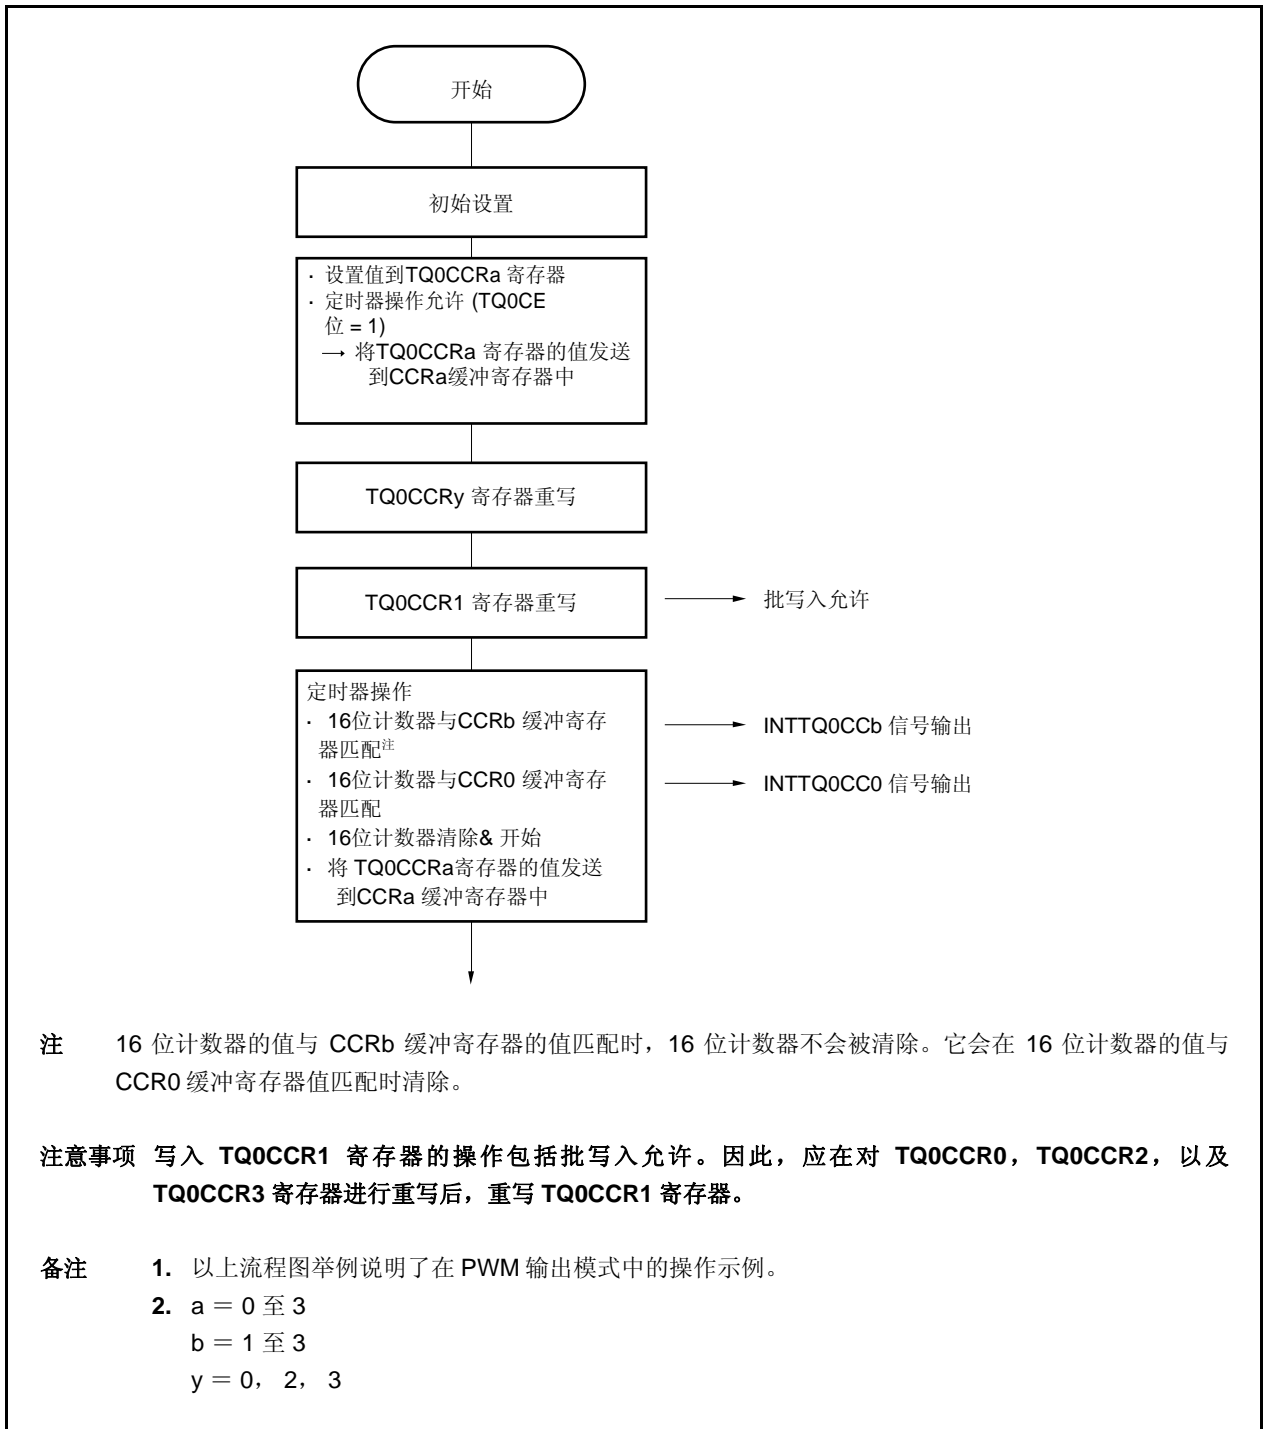 开始
初始设置
· 设置值到TQ0CCRa 寄存器
· 定时器操作允许 (TQ0CE
位 = 1)
→ 将TQ0CCRa 寄存器的值发送
到CCRa缓冲寄存器中
TQ0CCRy 寄存器重写
TQ0CCR1 寄存器重写
批写入允许
定时器操作
· 16位计数器与CCRb 缓冲寄存
器匹配注
INTTQ0CCb 信号输出
· 16位计数器与CCR0 缓冲寄存
器匹配
INTTQ0CC0 信号输出
· 16位计数器清除& 开始
· 将 TQ0CCRa寄存器的值发送
到CCRa 缓冲寄存器中
注 16 位计数器的值与 CCRb 缓冲寄存器的值匹配时，16 位计数器不会被清除。它会在 16 位计数器的值与
CCR0 缓冲寄存器值匹配时清除。
注意事项 写入 TQ0CCR1 寄存器的操作包括批写入允许。因此，应在对 TQ0CCR0，TQ0CCR2，以及
TQ0CCR3 寄存器进行重写后，重写 TQ0CCR1 寄存器。
备注 1. 以上流程图举例说明了在 PWM 输出模式中的操作示例。
2. a ＝ 0 至 3
b ＝ 1 至 3
y ＝ 0， 2， 3